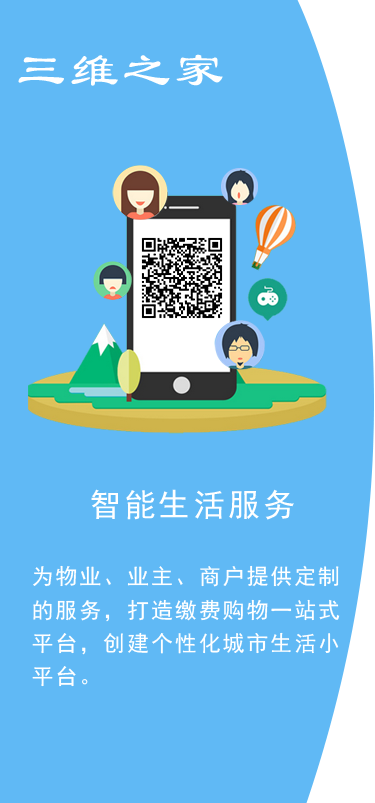 三维之家
智能生活服务
为物业、业主、商户提供定制
的服务，打造缴费购物一站式
平台，创建个性化城市生活小
平台。